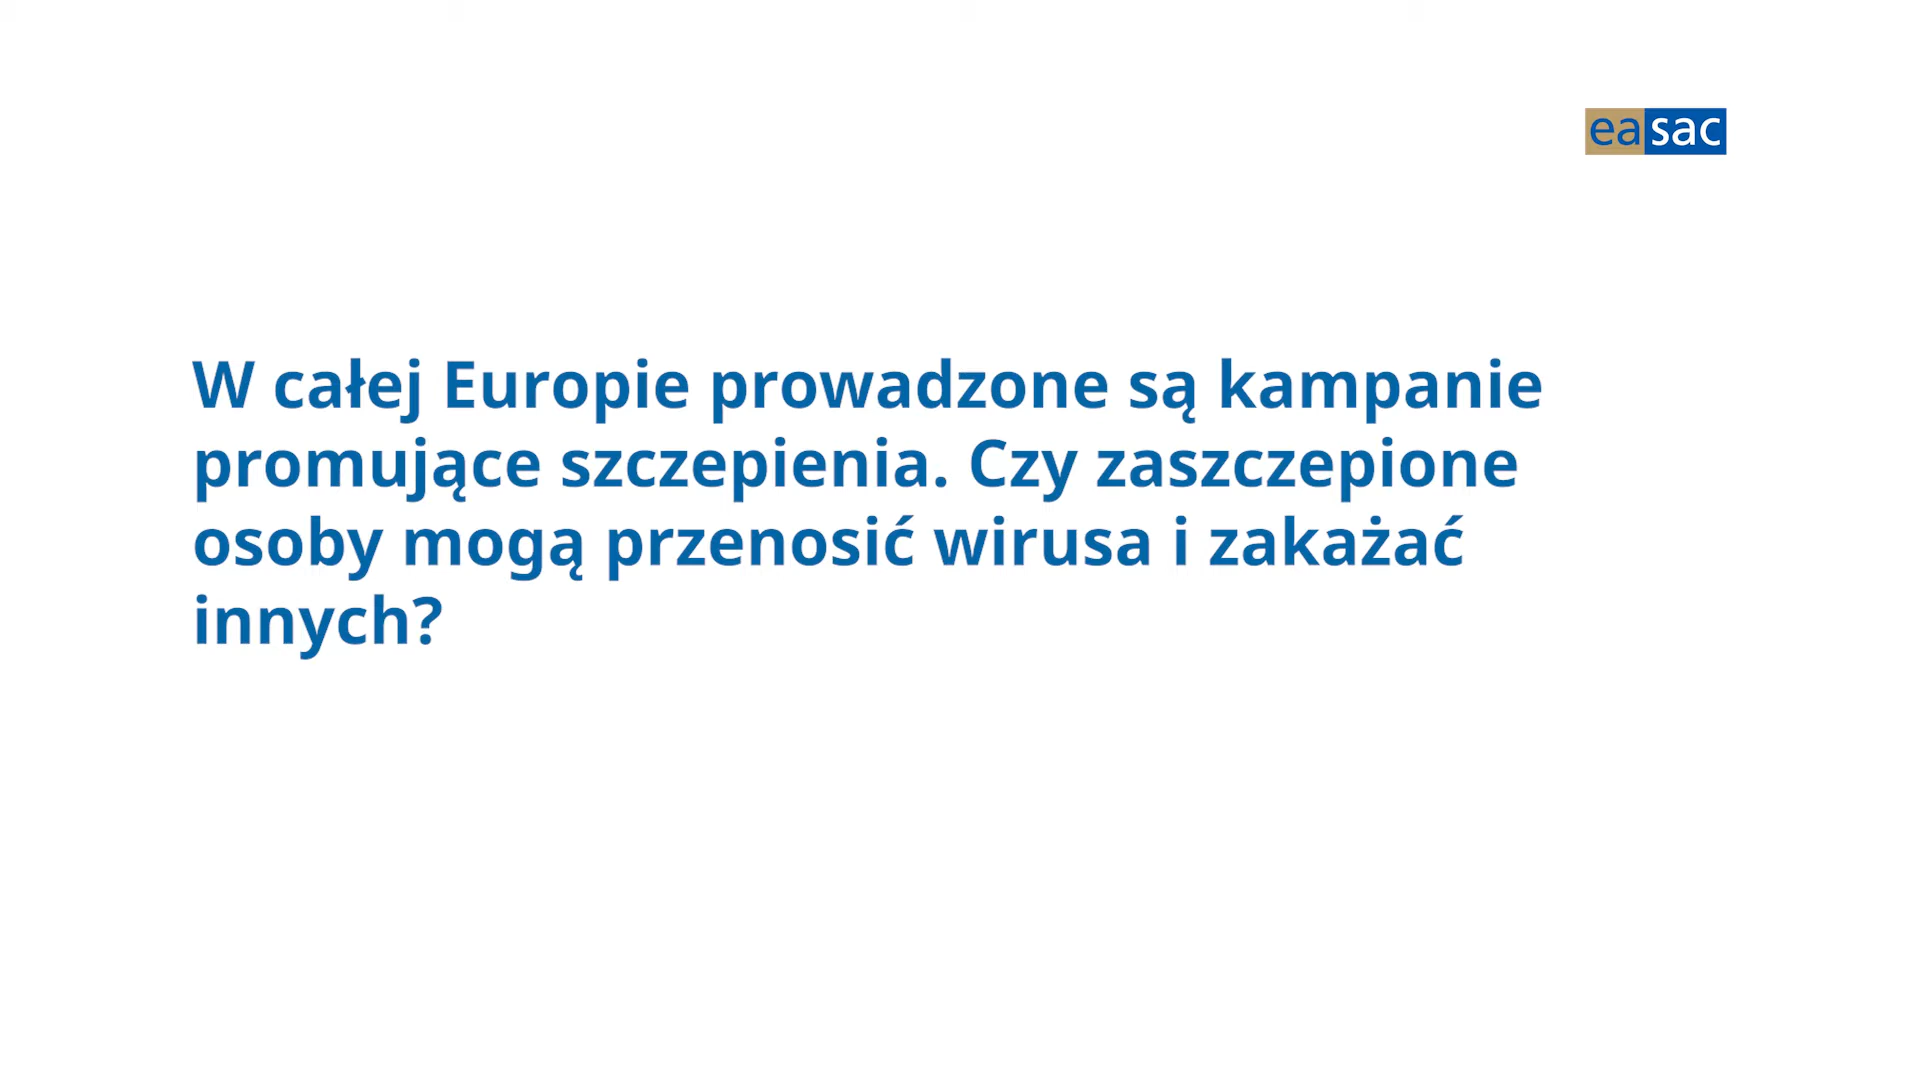 easac
W całej Europie prowadzone są kampanie
promujące szczepienia. Czy zaszczepione
osoby mogą przenosić wirusa i zakażać
innych?